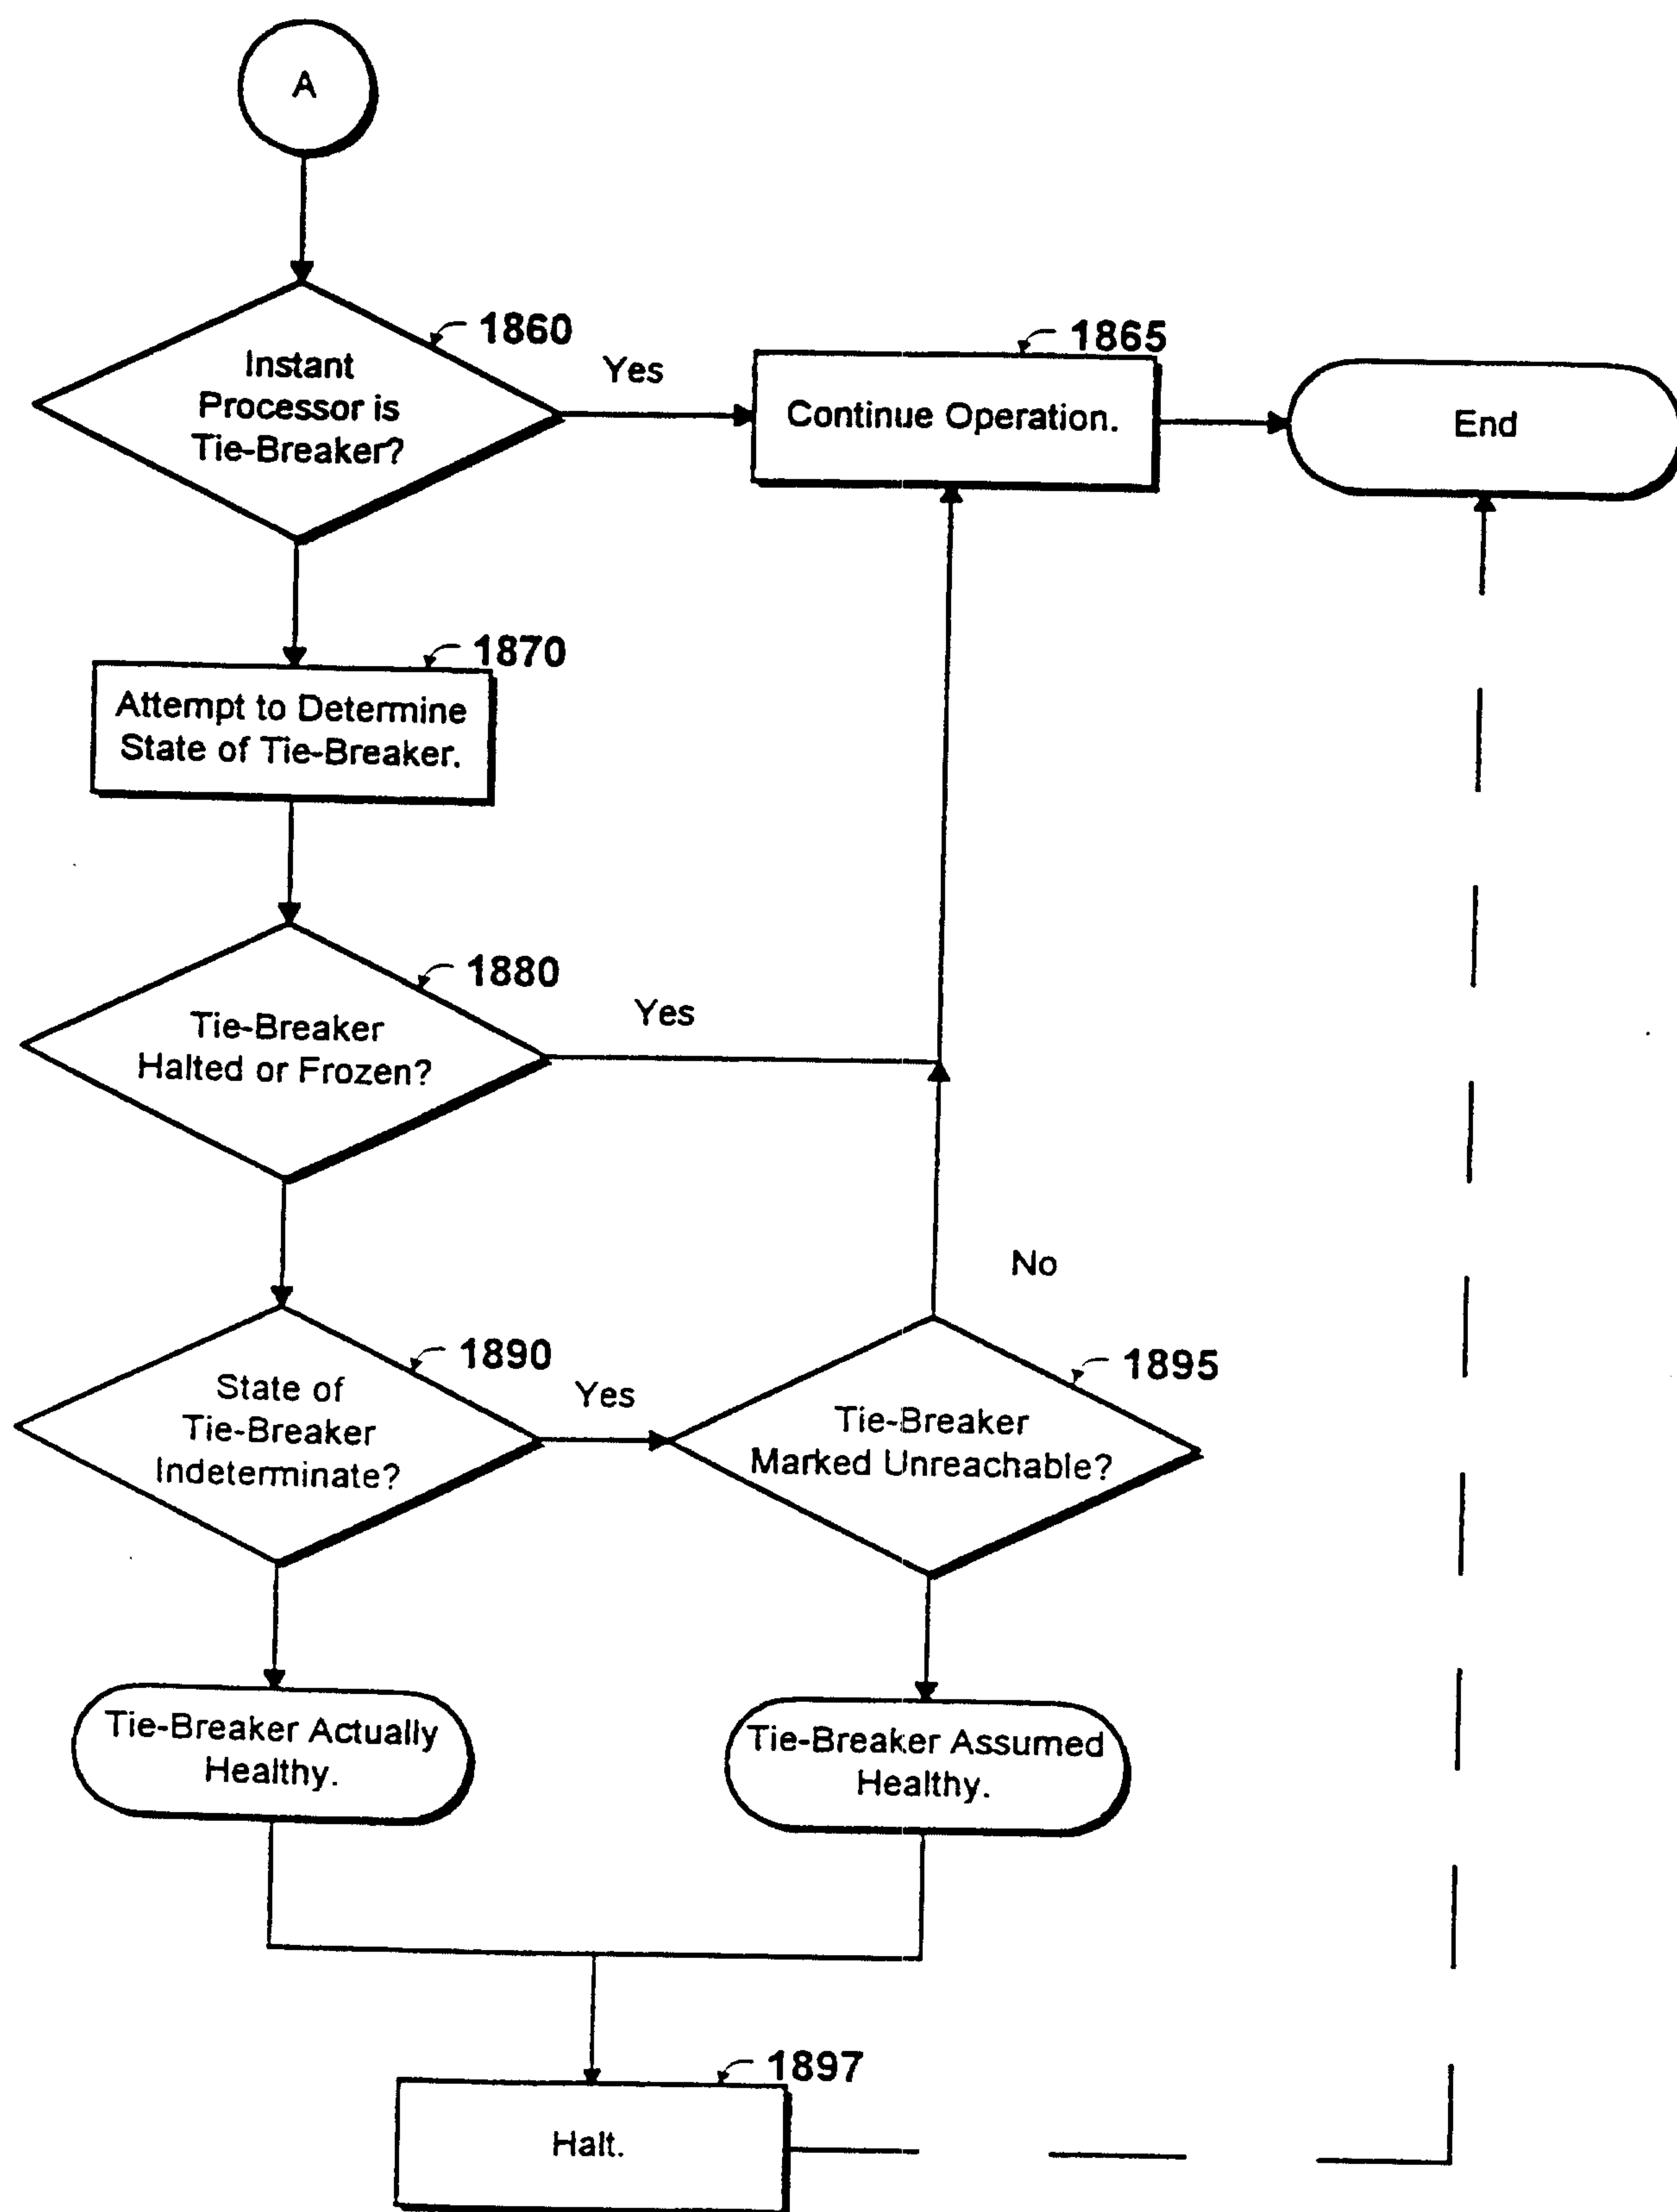 A
1860
Instant
Processor is
Tie-Breaker?
Yes
1865
Continue Operation.
End
1870
Attempt to Determine
State of Tie-Breaker.
1880
Tie-Breaker
Halted or Frozen?
Yes
No
1890
State of
Tie-Breaker
Indeterminate?
Yes
1895
Tie-Breaker
Marked Unreachable?
Tie-Breaker Actually
Healthy.
Tie-Breaker Assumed
Healthy.
1897
Halt.